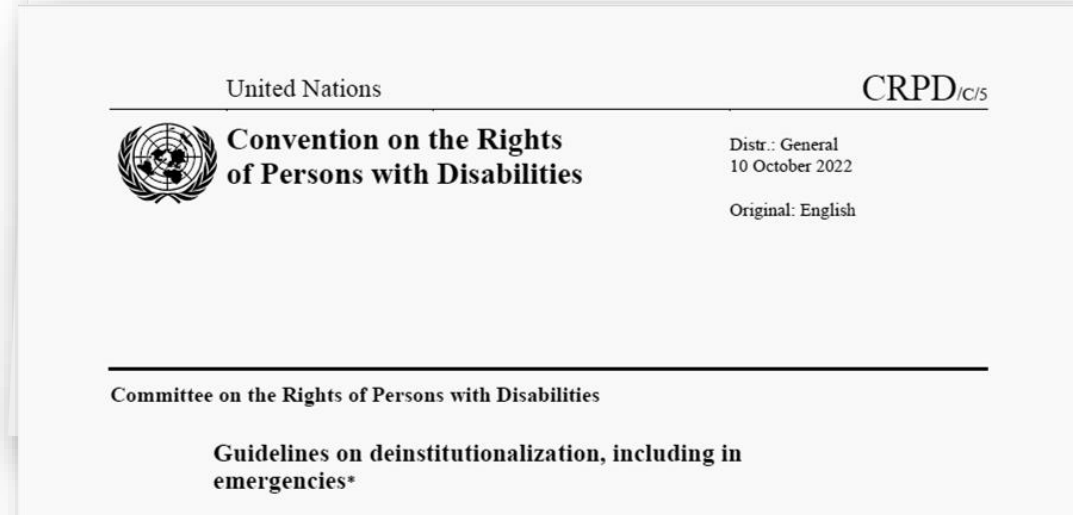 United Nations
CRPD/C/5
Convention on the Rights
of Persons with Disabilities
Distr.: General
10 October 2022
Original: English
Committee on the Rights of Persons with Disabilities
Guidelines on deinstitutionalization, including in
emergencies*